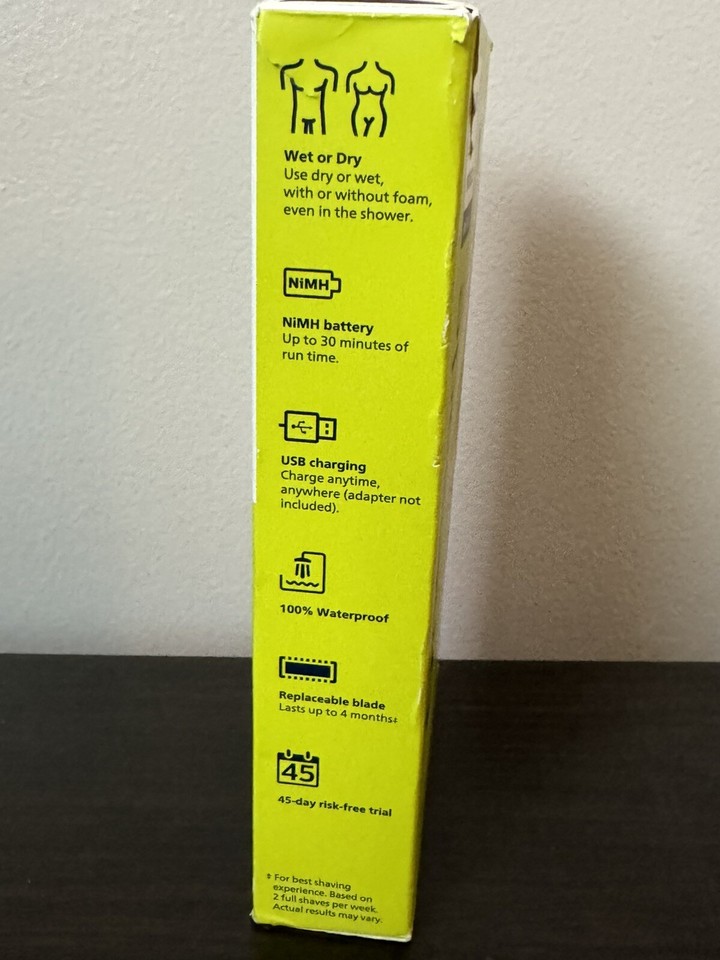 Wet or Dry
Use dry or wet,
with or without foam,
even in the shower.
NiMH
NiMH battery
Up to 30 minutes of
run time.
USB charging
Charge anytime,
anywhere (adapter not
included).
100% Waterproof
Replaceable blade
Lasts up to 4 months‡
45
45-day risk-free trial
‡ For best shaving
experience. Based on
2 full shaves per week.
Actual results may vary.